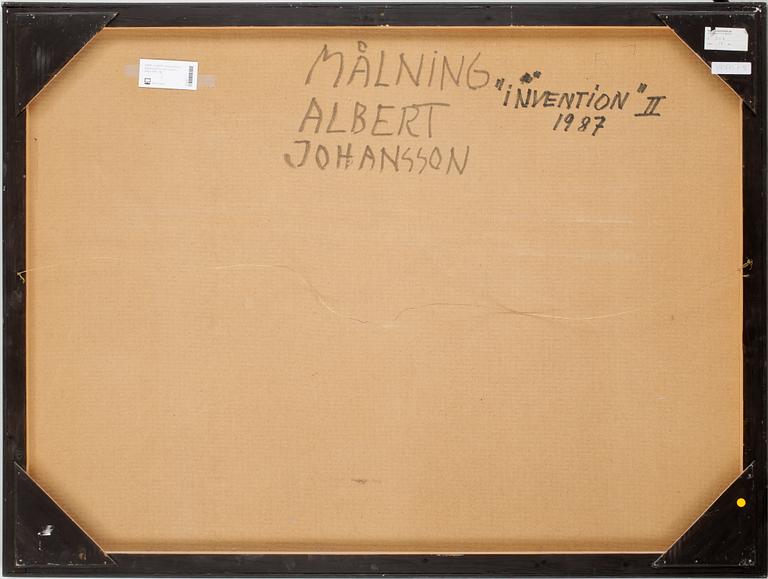 MÅLNING
ALBERT
JOHANSSON
"INVENTION" II
1987